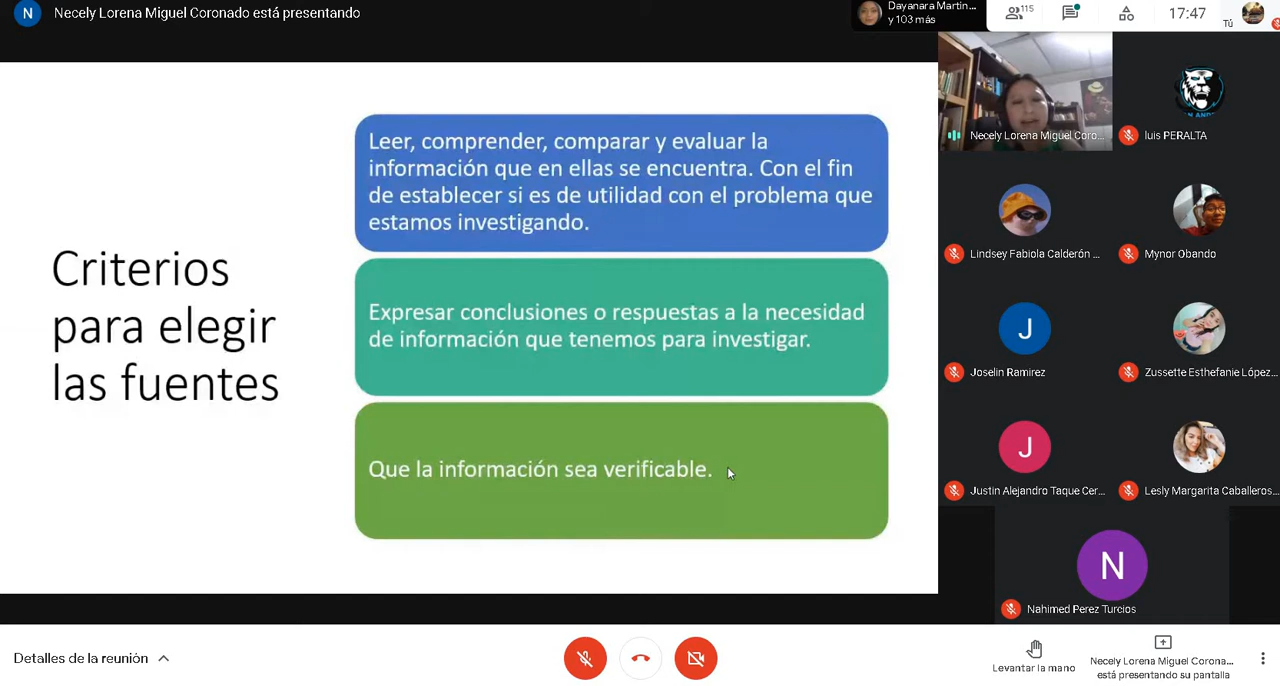 N
Necely Lorena Miguel Coronado está presentando
Dayanara Martin...
y 103 más
115
17:47
Tú
Criterios
para elegir
las fuentes
Leer, comprender, comparar y evaluar la
información que en ellas se encuentra. Con el fin
de establecer si es de utilidad con el problema que
estamos investigando.
Expresar conclusiones o respuestas a la necesidad
de información que tenemos para investigar.
Que la información sea verificable.
Necely Lorena Miguel Coro...
luis PERALTA
Lindsey Fabiola Calderón ...
Mynor Obando
J
Joselin Ramirez
Zussette Esthefanie López...
J
Justin Alejandro Taque Cer...
Lesly Margarita Caballeros...
N
Nahimed Perez Turcios
Detalles de la reunión
Levantar la mano
Necely Lorena Miguel Corona...
está presentando su pantalla